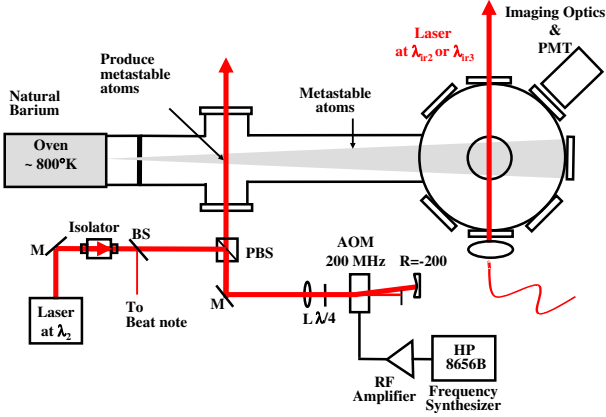 Imaging Optics
&
PMT
Laser
at λir2 or λir3
Produce
metastable
atoms
Metastable
atoms
Natural
Barium
Oven
~ 800°K
Isolator
BS
M
PBS
AOM
200 MHz
R=-200
To
Beat note
M
L λ/4
Laser
at λ2
HP
8656B
RF
Amplifier
Frequency
Synthesizer